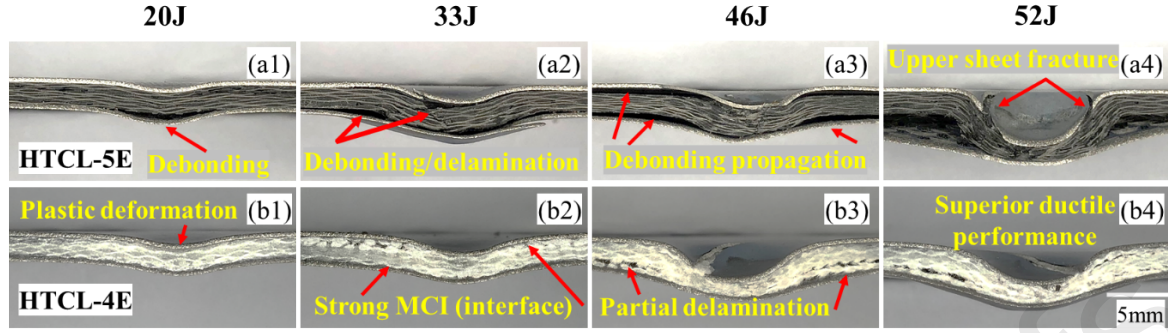 20J 33J 46J 52J
(a1) (a2) (a3) Upper sheet fracture (a4)
HTCL-5E Debonding Debonding/delamination Debonding propagation
Plastic deformation (b1) (b2) (b3) Superior ductile performance (b4)
HTCL-4E Strong MCI (interface) Partial delamination 5mm